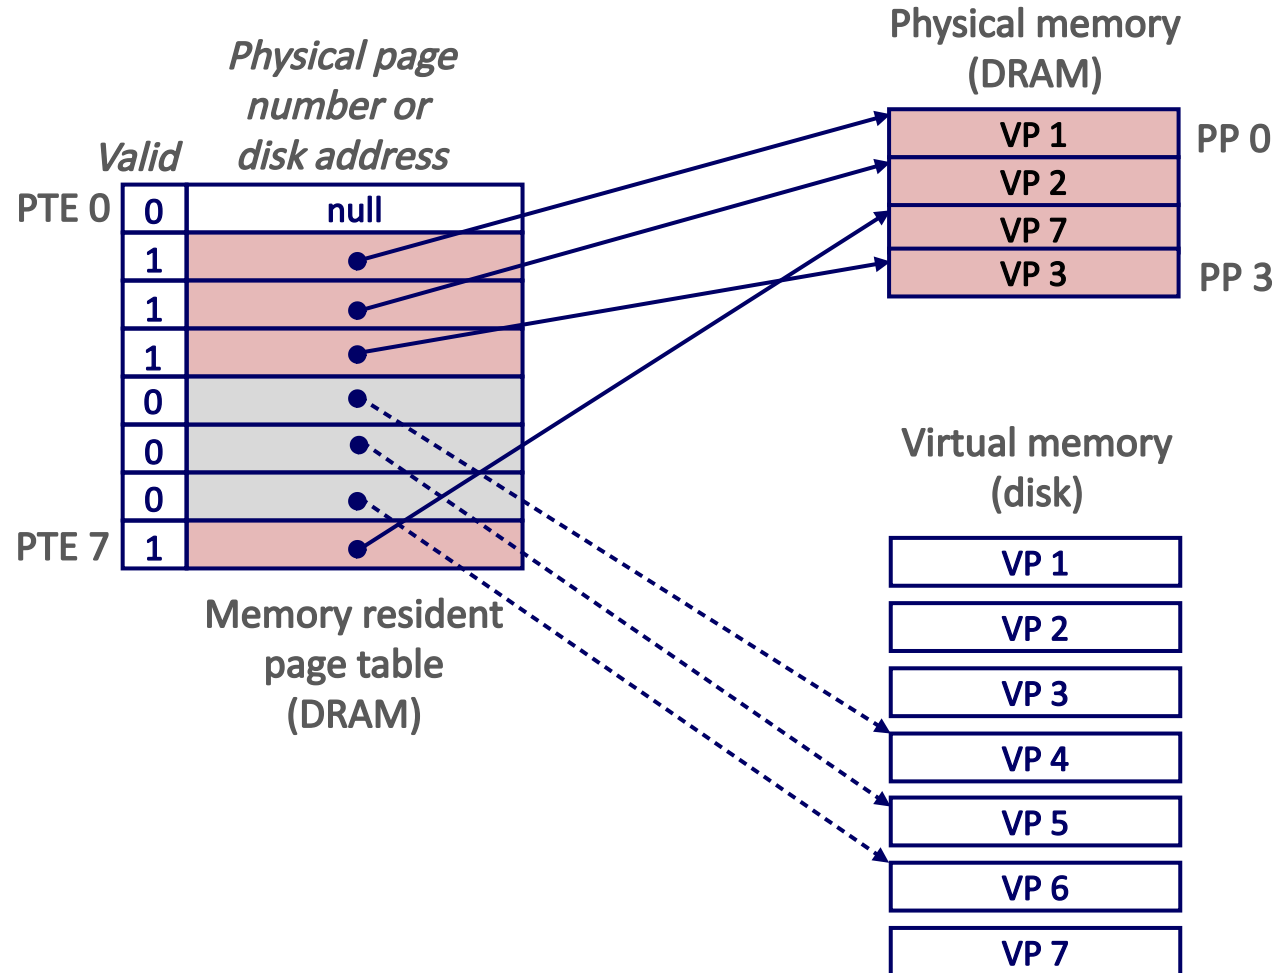 Physical memory
(DRAM)
Physical page
number or
disk address
Valid
PTE 0
0
null
1
1
1
0
0
0
PTE 7
1
Memory resident
page table
(DRAM)
VP 1
PP 0
VP 2
VP 7
VP 3
PP 3
Virtual memory
(disk)
VP 1
VP 2
VP 3
VP 4
VP 5
VP 6
VP 7